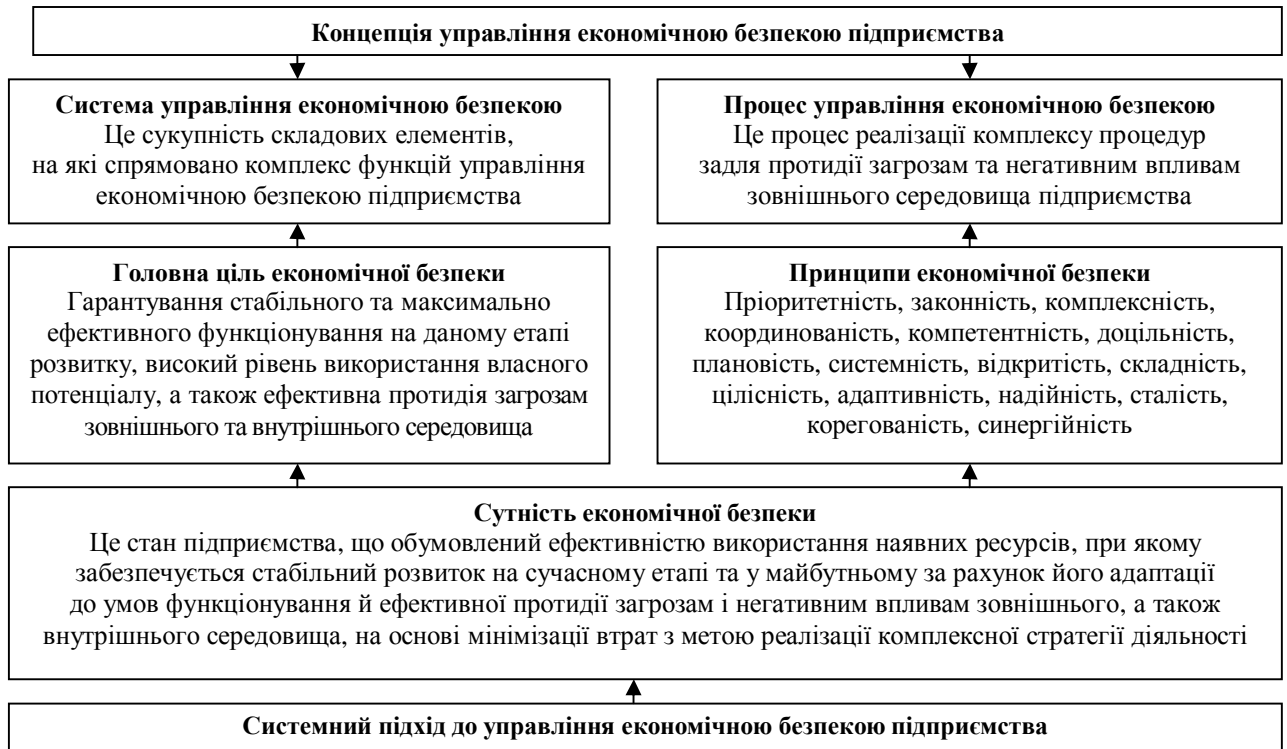 Концепція управління економічною безпекою підприємства
Система управління економічною безпекою
Це сукупність складових елементів,
на які спрямовано комплекс функцій управління
економічною безпекою підприємства
Процес управління економічною безпекою
Це процес реалізації комплексу процедур
задля протидії загрозам та негативним впливам
зовнішнього середовища підприємства
Головна ціль економічної безпеки
Гарантування стабільного та максимально
ефективного функціонування на даному етапі
розвитку, високий рівень використання власного
потенціалу, а також ефективна протидія загрозам
зовнішнього та внутрішнього середовища
Принципи економічної безпеки
Пріоритетність, законність, комплексність,
координованість, компетентність, доцільність,
плановість, системність, відкритість, складність,
цілісність, адаптивність, надійність, сталість,
корегованість, синергійність
Сутність економічної безпеки
Це стан підприємства, що обумовлений ефективністю використання наявних ресурсів, при якому
забезпечується стабільний розвиток на сучасному етапі та у майбутньому за рахунок його адаптації
до умов функціонування й ефективної протидії загрозам і негативним впливам зовнішнього, а також
внутрішнього середовища, на основі мінімізації втрат з метою реалізації комплексної стратегії діяльності
Системний підхід до управління економічною безпекою підприємства